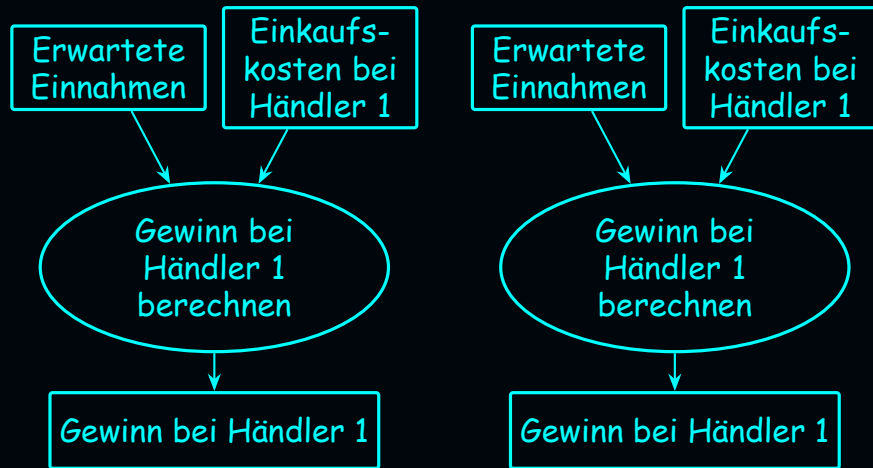 Erwartete
Einnahmen
Einkaufs-
kosten bei
Händler 1
Gewinn bei
Händler 1
berechnen
Gewinn bei Händler 1
Erwartete
Einnahmen
Einkaufs-
kosten bei
Händler 1
Gewinn bei
Händler 1
berechnen
Gewinn bei Händler 1